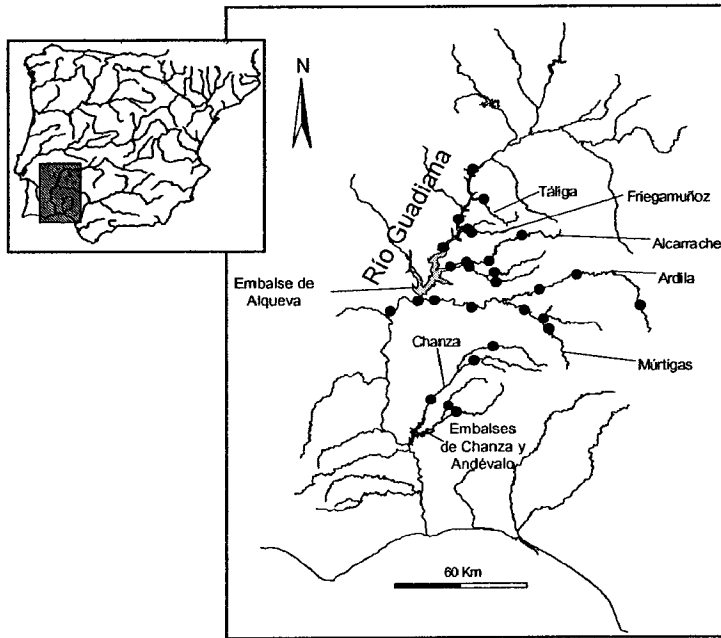 N
Río Guadiana
Táliga
Friegamuñoz
Alcarrache
Ardila
Embalse de
Alqueva
Chanza
Múrtigas
Embalses
de Chanza y
Andévalo
60 Km